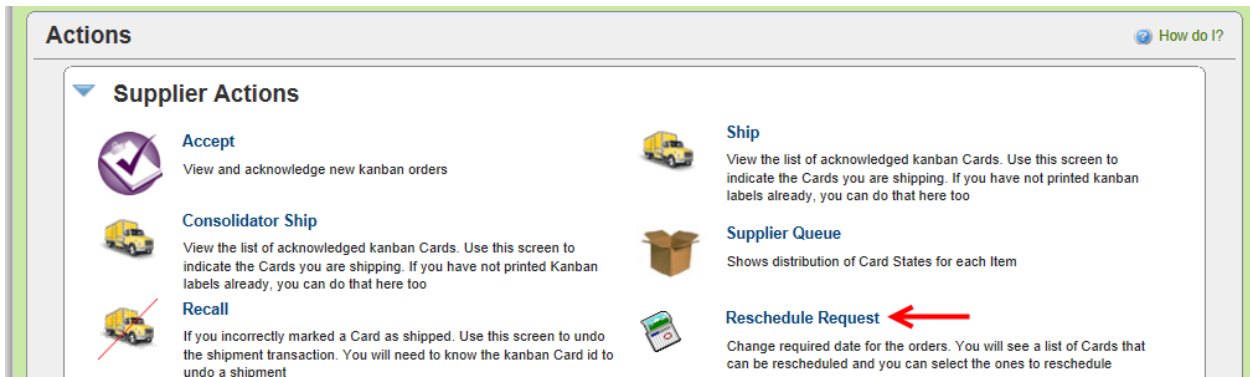 Actions
How do I?
Supplier Actions
Accept
View and acknowledge new kanban orders
Ship
View the list of acknowledged kanban Cards. Use this screen to
indicate the Cards you are shipping. If you have not printed kanban
labels already, you can do that here too
Consolidator Ship
View the list of acknowledged kanban Cards. Use this screen to
indicate the Cards you are shipping. If you have not printed Kanban
labels already, you can do that here too
Supplier Queue
Shows distribution of Card States for each Item
Recall
If you incorrectly marked a Card as shipped. Use this screen to undo
the shipment transaction. You will need to know the kanban Card id to
undo a shipment
Reschedule Request
Change required date for the orders. You will see a list of Cards that
can be rescheduled and you can select the ones to reschedule